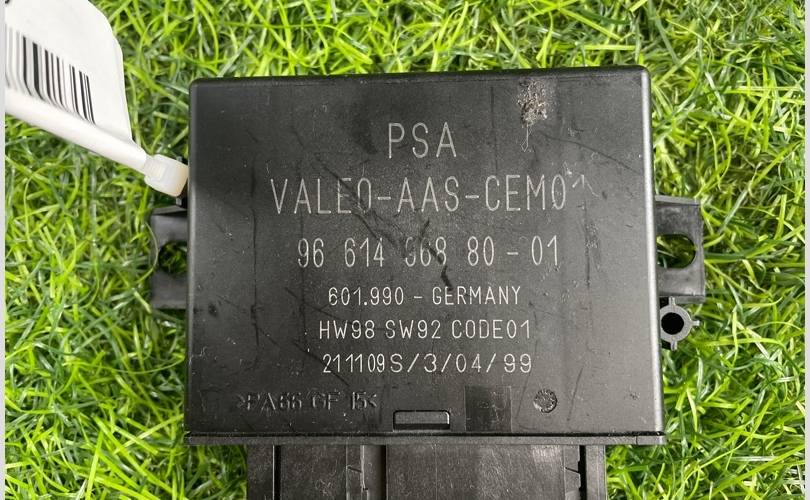 PSA
VALEO-AAS-CEM01
96 614 968 80 - 01
601.990 - GERMANY
HW98 SW92 CODE01
211109S/3/04/99
>PA66 GF 15<